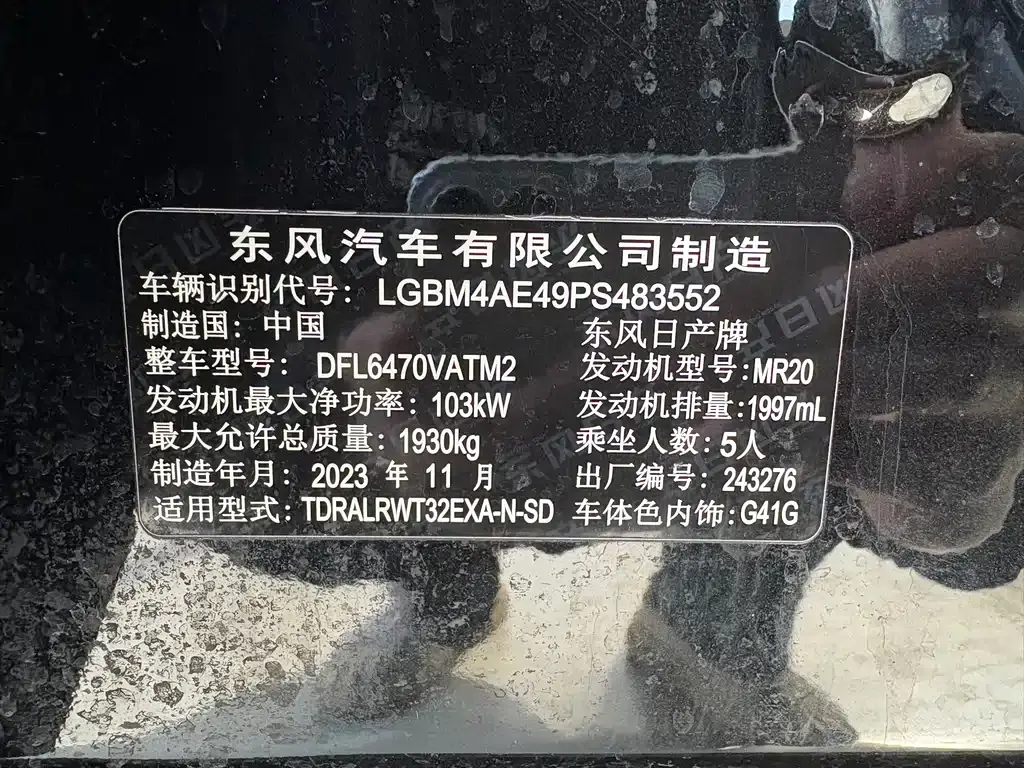 东风汽车有限公司制造
车辆识别代号: LGBM4AE49PS483552
制造国: 中国 东风日产牌
整车型号: DFL6470VATM2 发动机型号:MR20
发动机最大净功率: 103kW 发动机排量:1997mL
最大允许总质量: 1930kg 乘坐人数: 5人
制造年月: 2023 年 11 月 出厂编号: 243276
适用型式: TDRALRWT32EXA-N-SD 车体色内饰:G41G